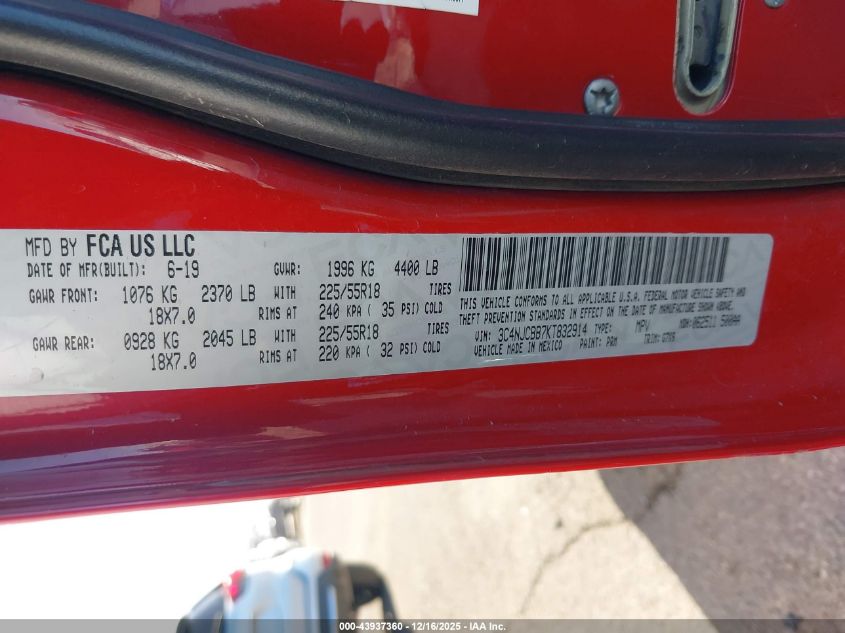 MFD BY FCA US LLC
DATE OF MFR(BUILT): 6-19 GVWR: 1996 KG 4400 LB
GAWR FRONT: 1076 KG 2370 LB WITH 225/55R18 TIRES
18X7.0 RIMS AT 240 KPA ( 35 PSI) COLD
GAWR REAR: 0928 KG 2045 LB WITH 225/55R18 TIRES
18X7.0 RIMS AT 220 KPA ( 32 PSI) COLD
THIS VEHICLE CONFORMS TO ALL APPLICABLE U.S.A. FEDERAL MOTOR VEHICLE SAFETY AND
THEFT PREVENTION STANDARDS IN EFFECT ON THE DATE OF MANUFACTURE SHOWN ABOVE.
VIN: 3C4NJCBB7KT832914 TYPE: MPV MDH: 062511 500AA
VEHICLE MADE IN MEXICO PAINT: PRM TRIM:
000-43937360 - 12/16/2025 - IAA Inc.